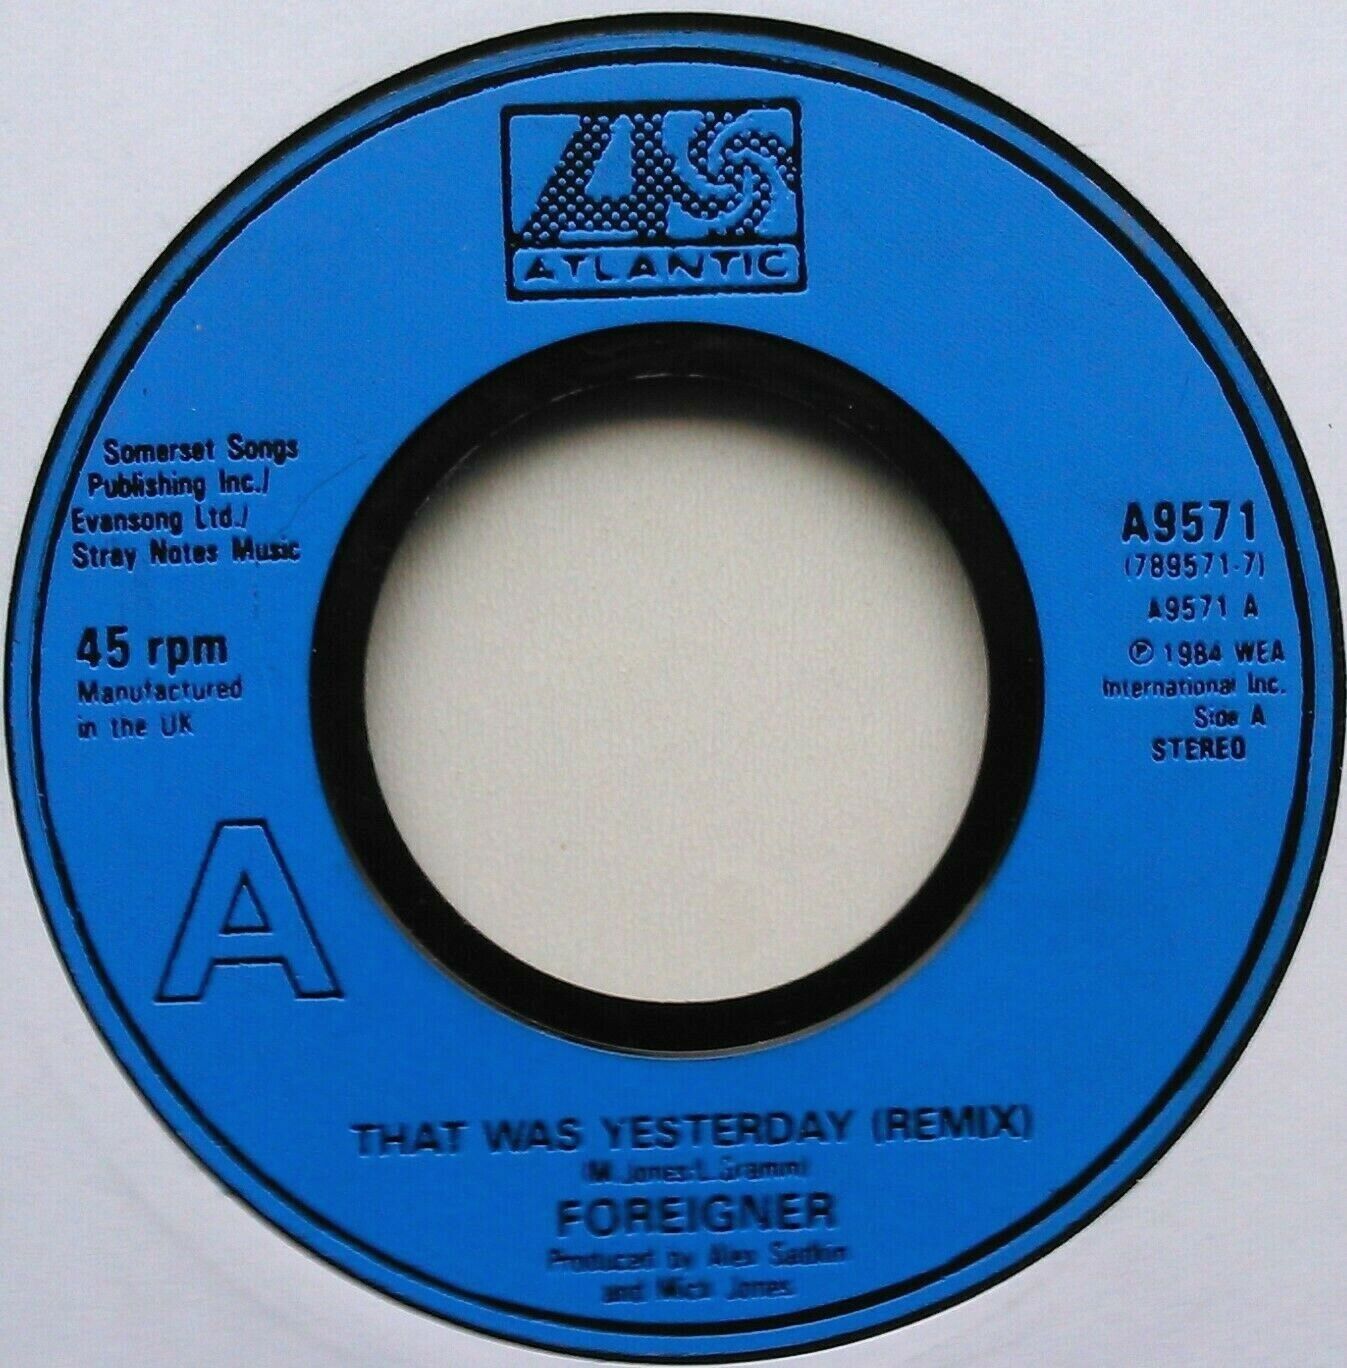 ATLANTIC
Somerset Songs
Publishing Inc./
Evansong Ltd./
Stray Notes Music
45 rpm
Manufactured
in the UK
A
A9571
(789571-7)
A9571 A
℗ 1984 WEA
International Inc.
Side A
STEREO
THAT WAS YESTERDAY (REMIX)
(M. Jones:L. Gramm)
FOREIGNER
Produced by Alex Sadkin
and Mick Jones